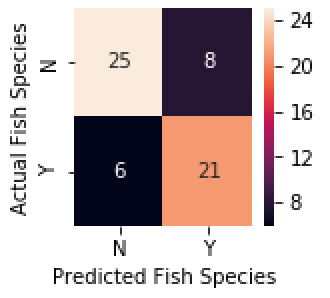 Actual Fish Species
N
Y
25
8
6
21
24
20
16
12
8
N
Y
Predicted Fish Species